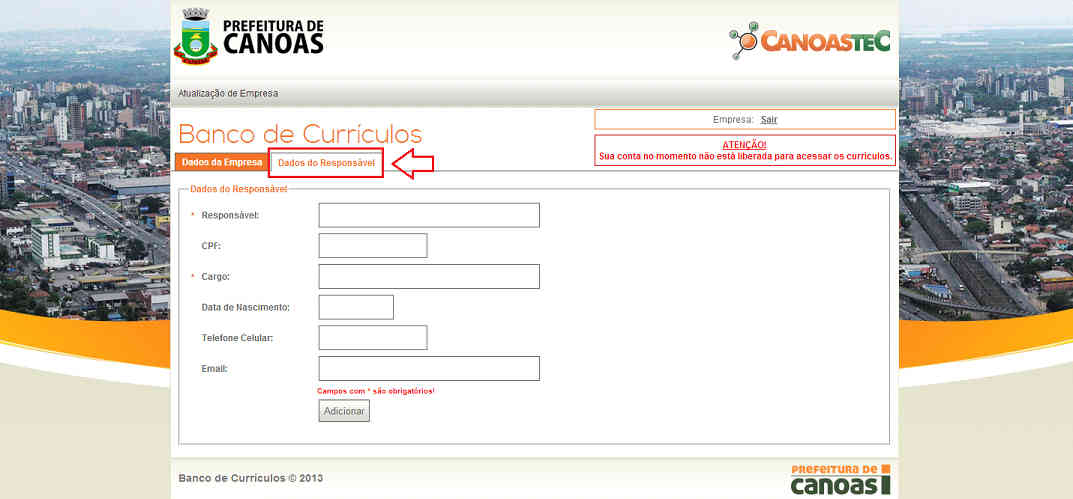 PREFEITURA DE
CANOAS
CANOAS
CANOASTEC
Atualização de Empresa
Empresa: Sair
Banco de Currículos
ATENÇÃO!
Sua conta no momento não está liberada para acessar os curriculos.
Dados da Empresa
Dados do Responsável
Dados do Responsável
* Responsável:
CPF:
* Cargo:
Data de Nascimento:
Telefone Celular:
Email:
Campos com * são obrigatórios!
Adicionar
Banco de Currículos © 2013
PREFEITURA DE
canoas